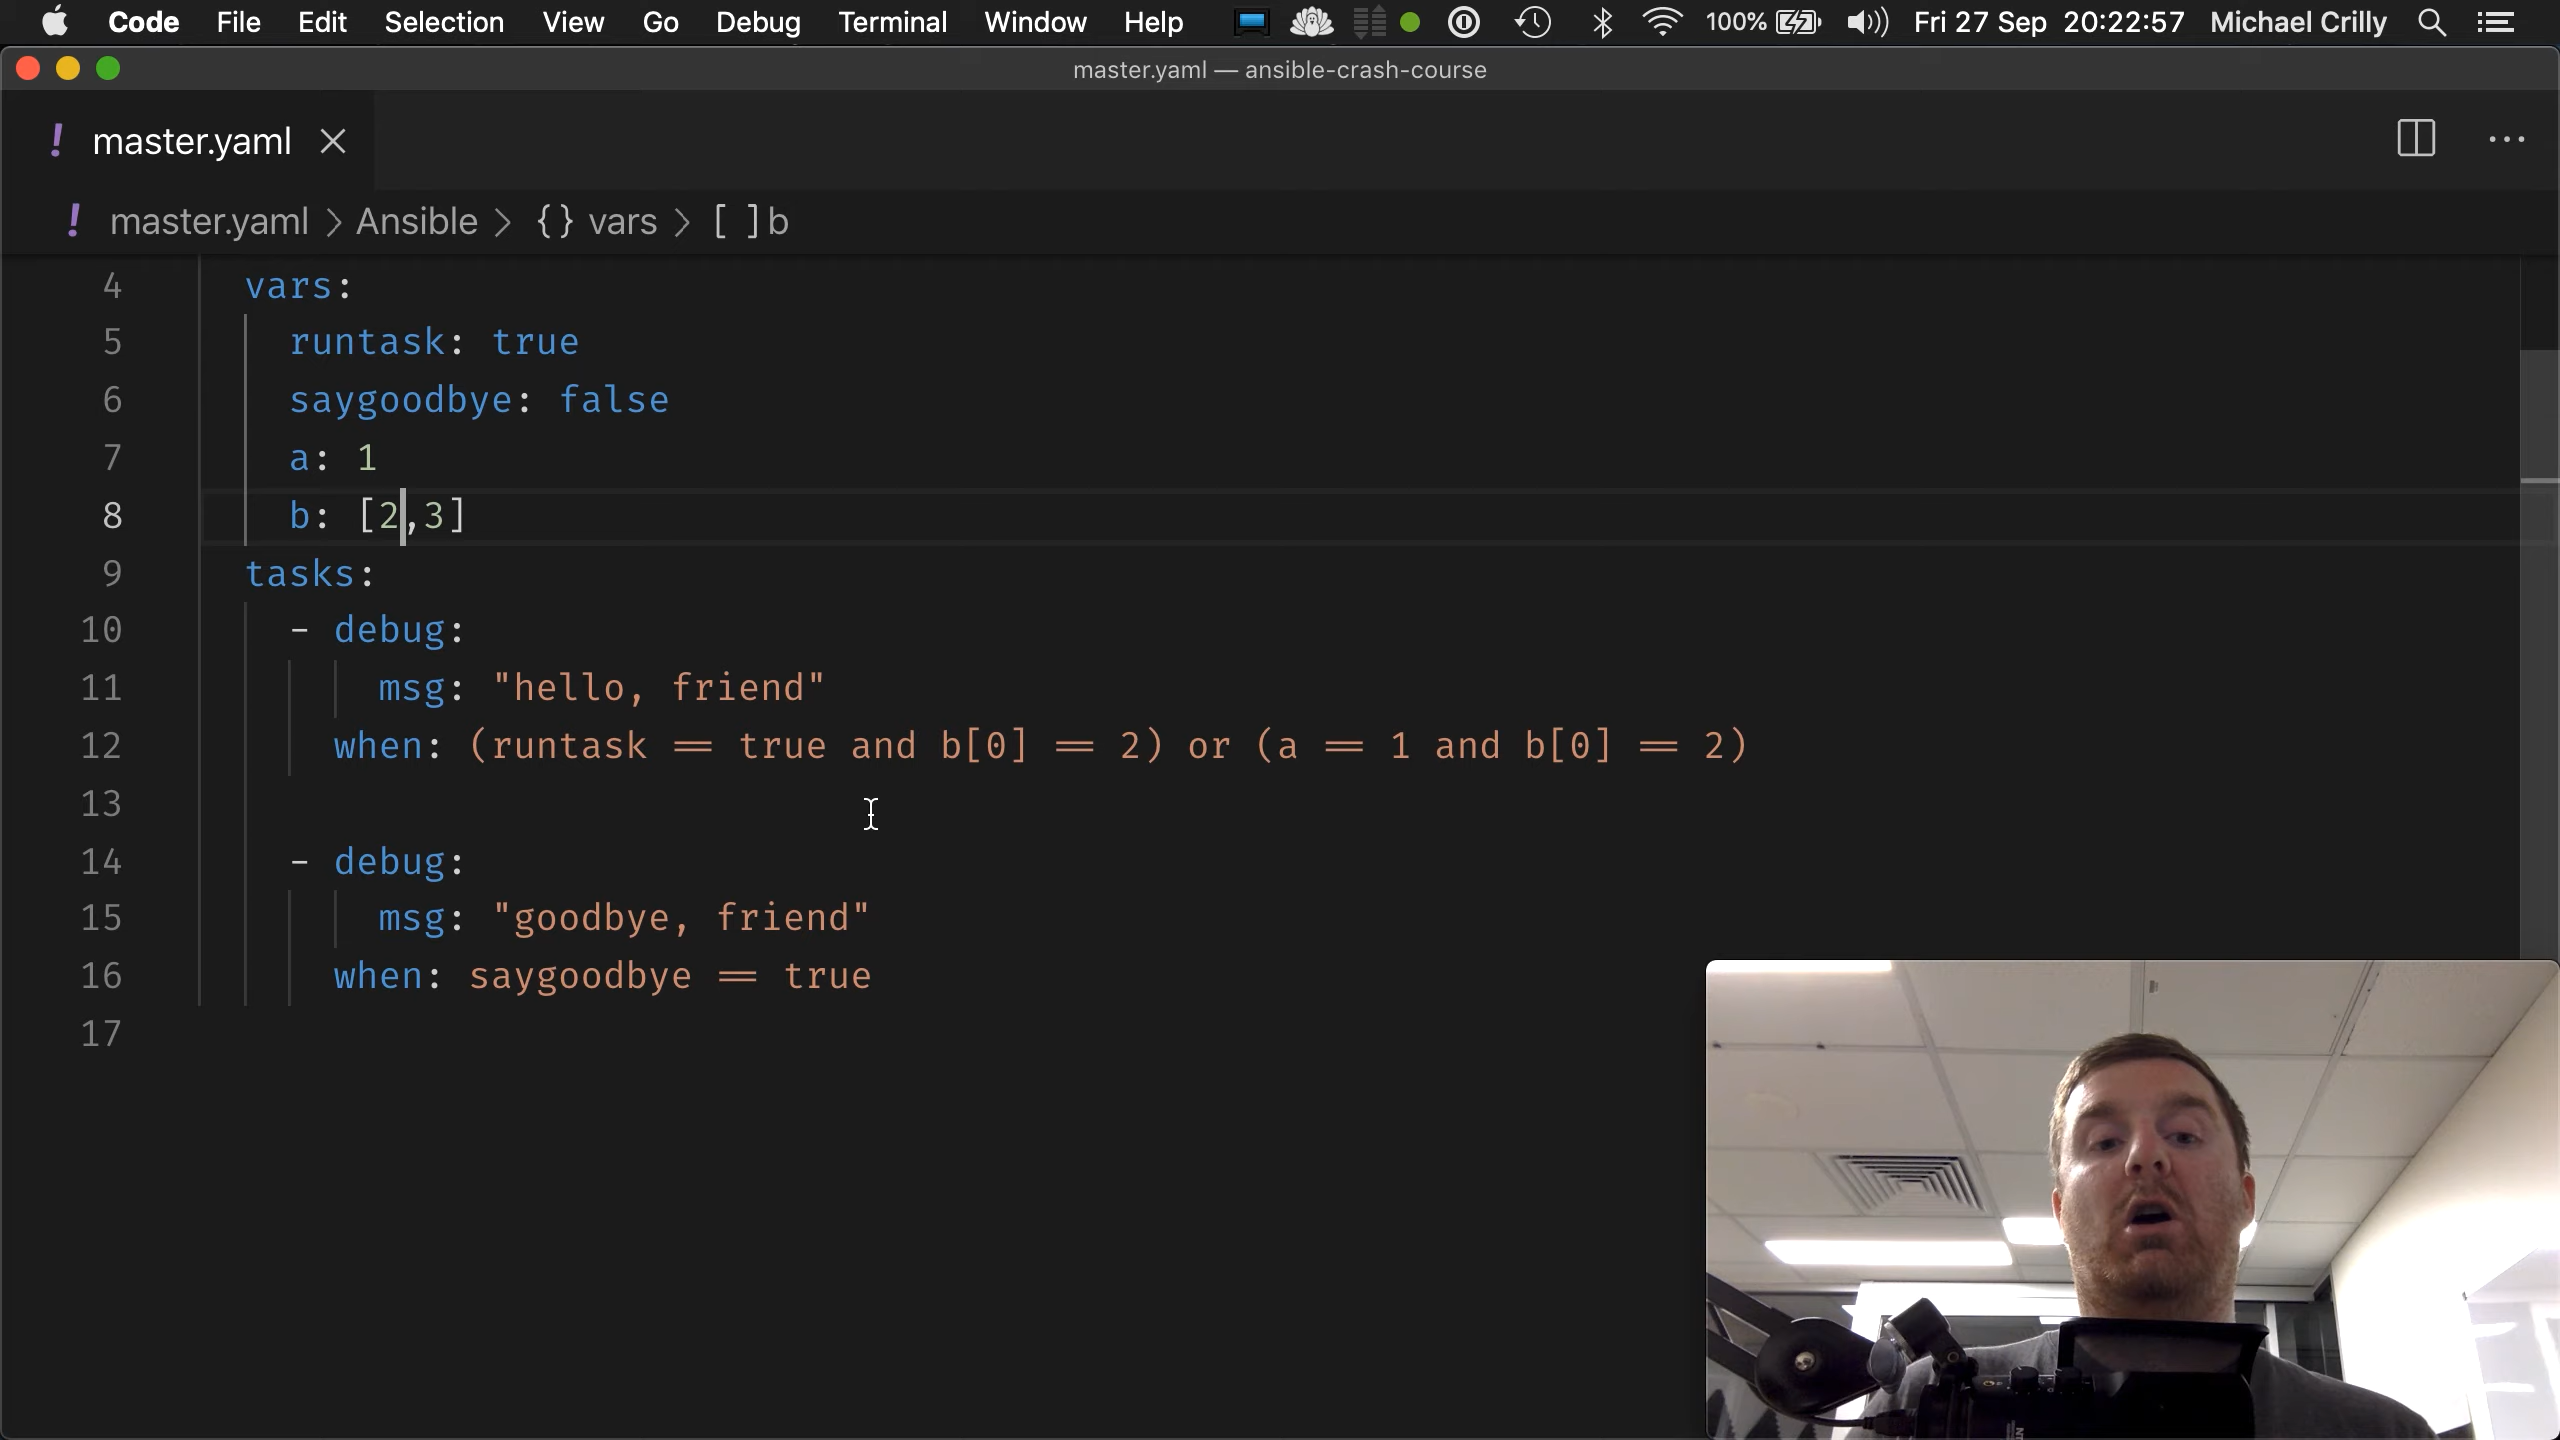 Code File Edit Selection View Go Debug Terminal Window Help 100% Fri 27 Sep 20:22:57 Michael Crilly
master.yaml — ansible-crash-course
! master.yaml
! master.yaml > Ansible > {} vars > [ ] b
4 vars:
5 runtask: true
6 saygoodbye: false
7 a: 1
8 b: [2,3]
9 tasks:
10 - debug:
11 msg: "hello, friend"
12 when: (runtask == true and b[0] == 2) or (a == 1 and b[0] == 2)
13
14 - debug:
15 msg: "goodbye, friend"
16 when: saygoodbye == true
17